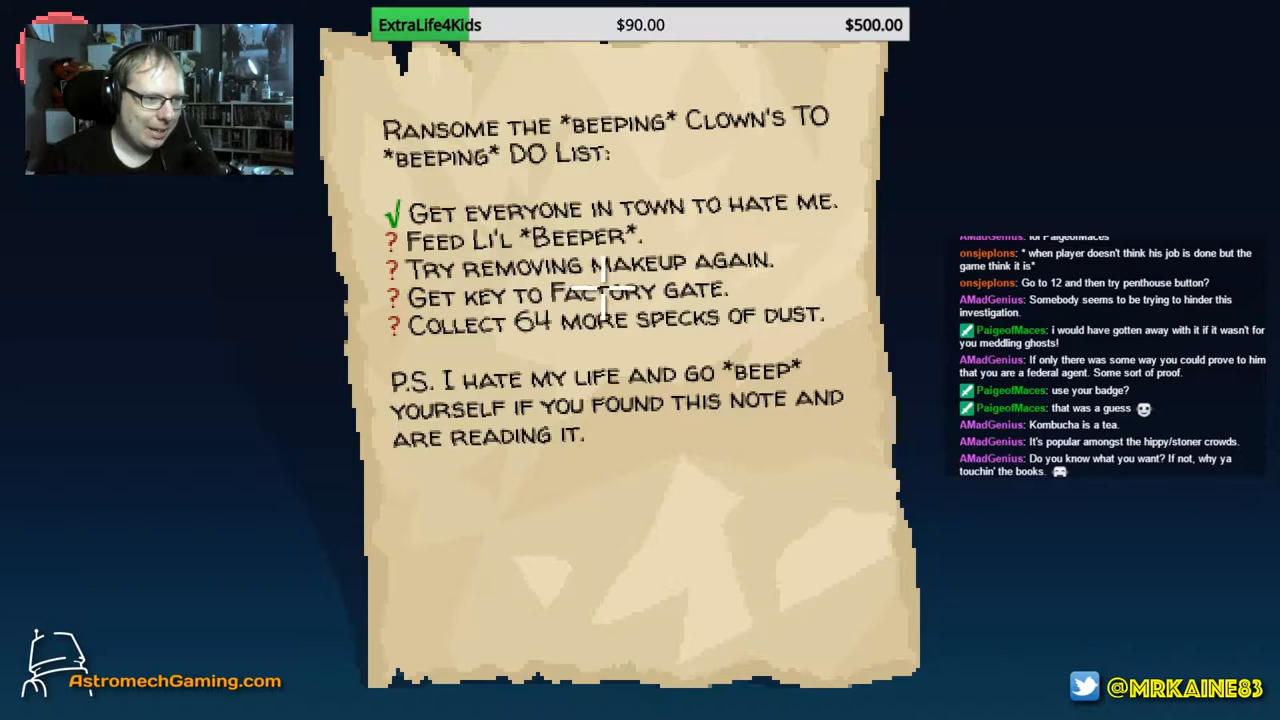 ExtraLife4Kids $90.00 $500.00
RANSOME THE *BEEPING* CLOWN'S TO
*BEEPING* DO LIST:
√ GET EVERYONE IN TOWN TO HATE ME.
? FEED LI'L *BEEPER*.
? TRY REMOVING MAKEUP AGAIN.
? GET KEY TO FACTORY GATE.
? COLLECT 64 MORE SPECKS OF DUST.
P.S. I HATE MY LIFE AND GO *BEEP*
YOURSELF IF YOU FOUND THIS NOTE AND
ARE READING IT.
AMadGenius: lol PaigeofMaces
onsjeplons: * when player doesn't think his job is done but the
game think it is*
onsjeplons: Go to 12 and then try penthouse button?
AMadGenius: Somebody seems to be trying to hinder this
investigation.
PaigeofMaces: i would have gotten away with it if it wasn't for
you meddling ghosts!
AMadGenius: If only there was some way you could prove to him
that you are a federal agent. Some sort of proof.
PaigeofMaces: use your badge?
PaigeofMaces: that was a guess
AMadGenius: Kombucha is a tea.
AMadGenius: It's popular amongst the hippy/stoner crowds.
AMadGenius: Do you know what you want? If not, why ya
touchin' the books.
AstromechGaming.com
@MRKAINE83